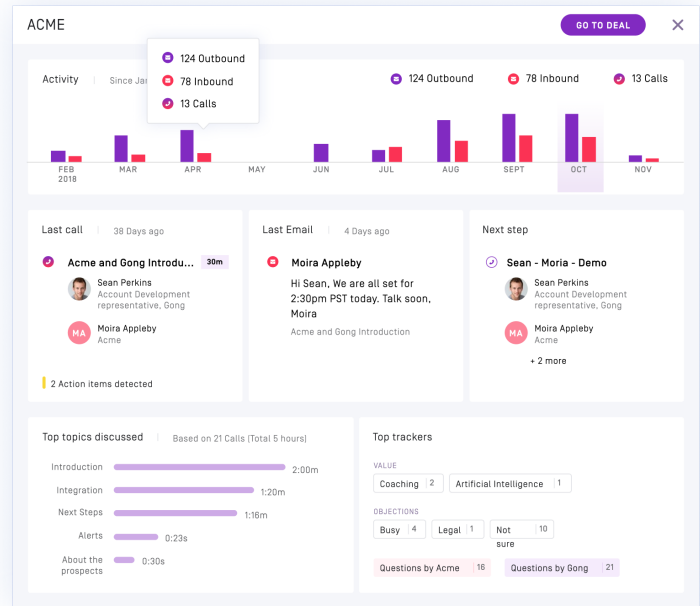 ACME
GO TO DEAL
124 Outbound
78 Inbound
13 Calls
Activity
Since Jan
124 Outbound
78 Inbound
13 Calls
FEB
2018
MAR
APR
MAY
JUN
JUL
AUG
SEPT
OCT
NOV
Last call
38 Days ago
Acme and Gong Introdu...
30m
Sean Perkins
Account Development
representative, Gong
MA
Moira Appleby
Acme
2 Action items detected
Last Email
4 Days ago
Moira Appleby
Hi Sean, We are all set for
2:30pm PST today. Talk soon,
Moira
Acme and Gong Introduction
Next step
Sean - Moria - Demo
Sean Perkins
Account Development
representative, Gong
MA
Moira Appleby
Acme
+ 2 more
Top topics discussed
Based on 21 Calls (Total 5 hours)
Introduction
2:00m
Integration
1:20m
Next Steps
1:16m
Alerts
0:23s
About the
prospects
0:30s
Top trackers
VALUE
Coaching 2
Artificial Intelligence 1
OBJECTIONS
Busy 4
Legal 1
Not
sure
10
Questions by Acme 16
Questions by Gong 21